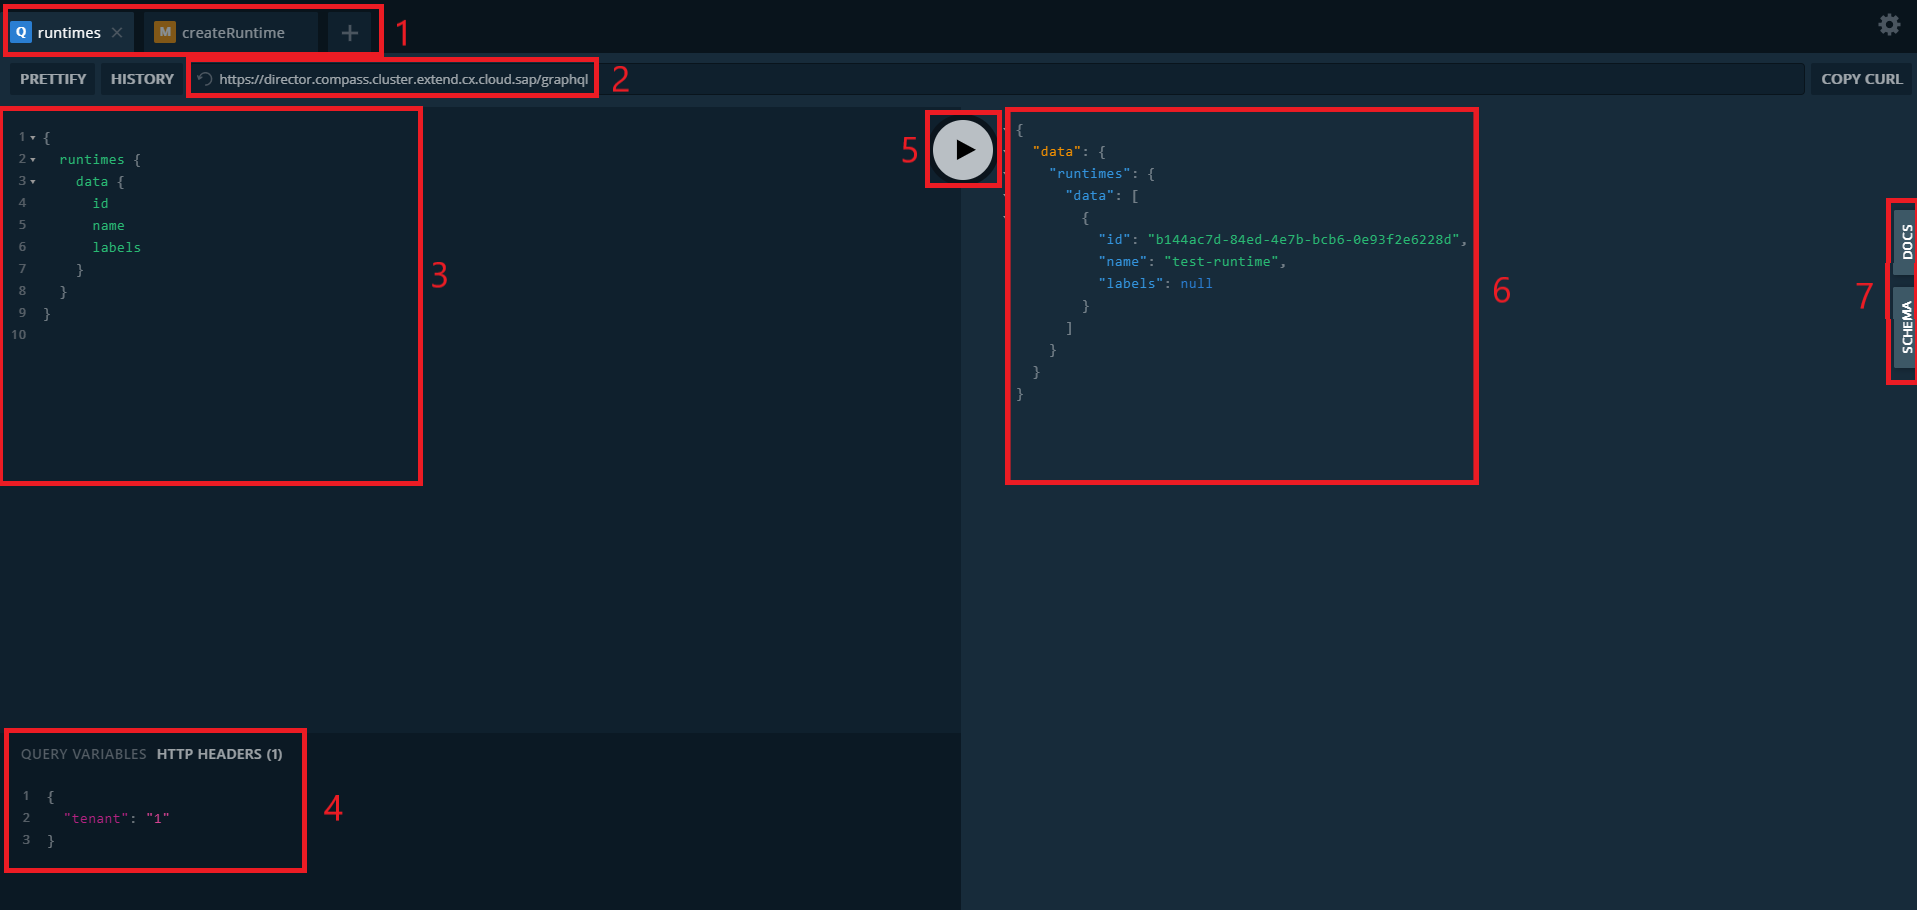 Q runtimes × M createRuntime + 1
PRETTIFY HISTORY https://director.compass.cluster.extend.cx.cloud.sap/graphql 2 COPY CURL
1 {
2 runtimes {
3 data {
4 id
5 name
6 labels
7 }
8 }
9 }
10
3
5
{
"data": {
"runtimes": {
"data": [
{
"id": "b144ac7d-84ed-4e7b-bcb6-0e93f2e6228d",
"name": "test-runtime",
"labels": null
}
]
}
}
}
6
DOCS
SCHEMA
7
QUERY VARIABLES HTTP HEADERS (1)
1 {
2 "tenant": "1"
3 }
4